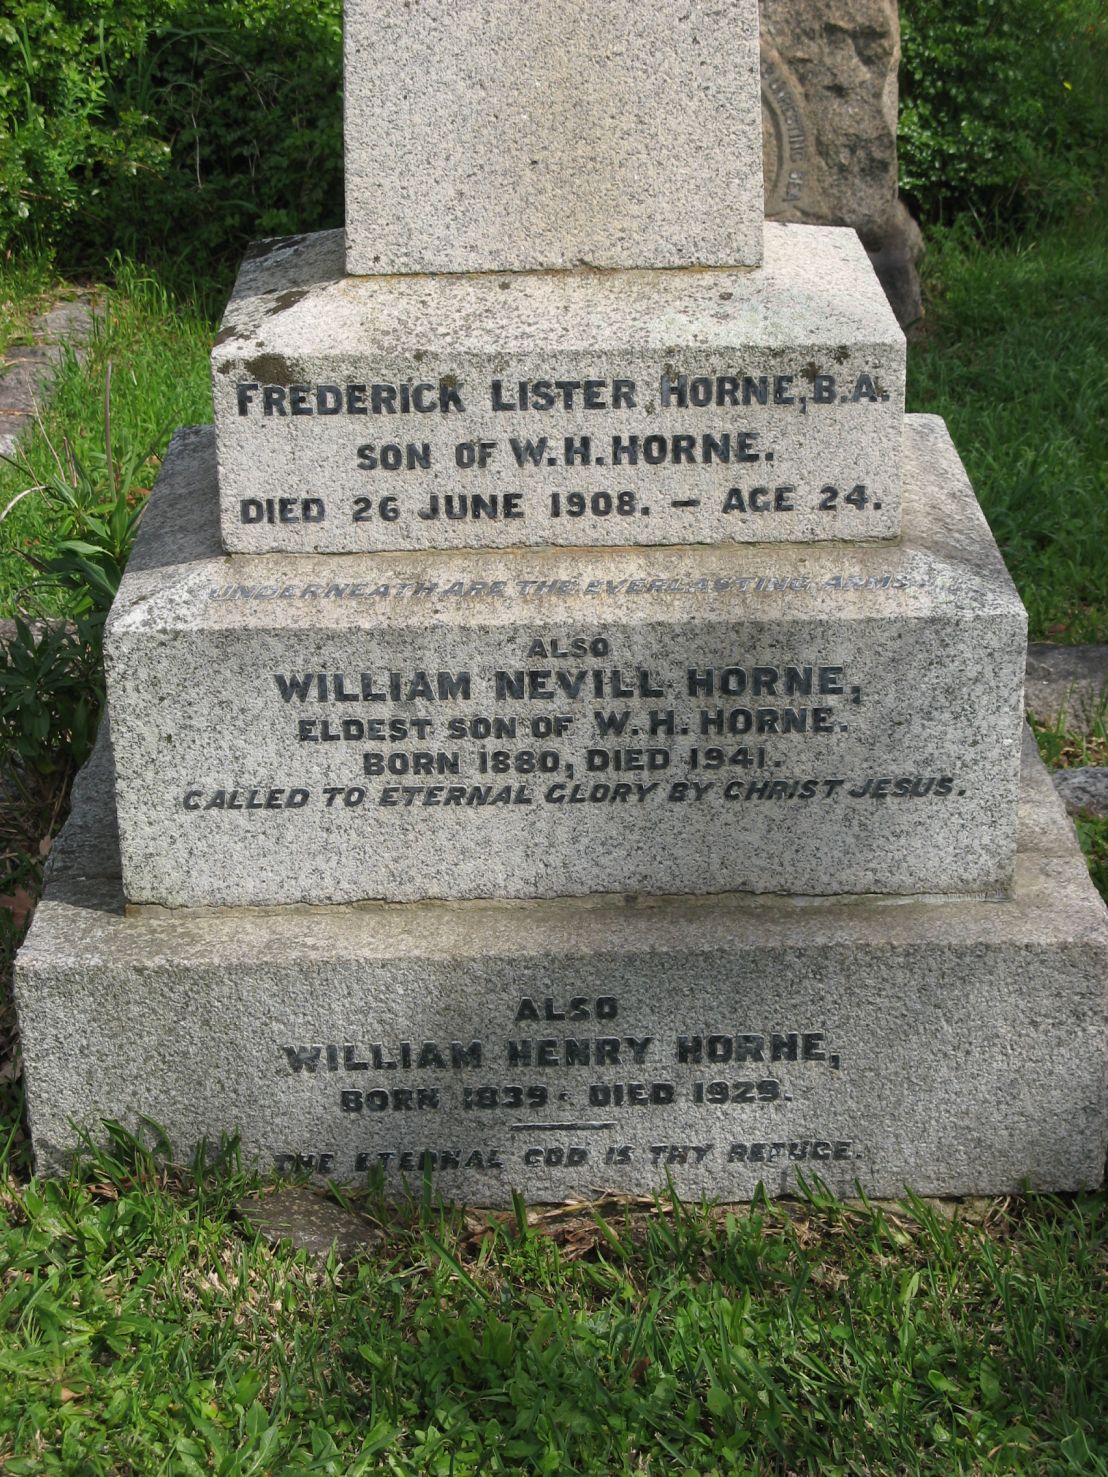 FREDERICK LISTER HORNE, B.A.
SON OF W.H. HORNE.
DIED 26 JUNE 1908. – AGE 24.
UNDERNEATH ARE THE EVERLASTING ARMS
ALSO
WILLIAM NEVILL HORNE,
ELDEST SON OF W.H. HORNE.
BORN 1880, DIED 1941.
CALLED TO ETERNAL GLORY BY CHRIST JESUS.
ALSO
WILLIAM HENRY HORNE,
BORN 1839 · DIED 1929.
THE ETERNAL GOD IS THY REFUGE.